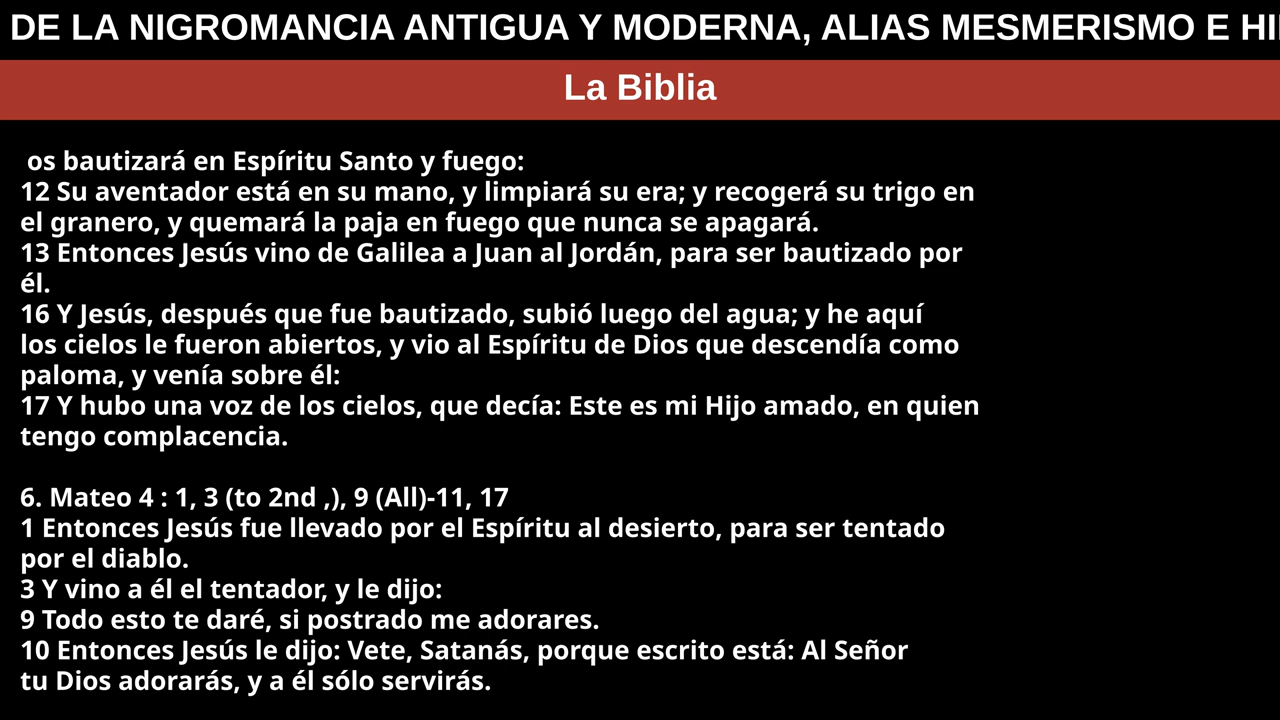 DE LA NIGROMANCIA ANTIGUA Y MODERNA, ALIAS MESMERISMO E HI
La Biblia
os bautizará en Espíritu Santo y fuego:
12 Su aventador está en su mano, y limpiará su era; y recogerá su trigo en
el granero, y quemará la paja en fuego que nunca se apagará.
13 Entonces Jesús vino de Galilea a Juan al Jordán, para ser bautizado por
él.
16 Y Jesús, después que fue bautizado, subió luego del agua; y he aquí
los cielos le fueron abiertos, y vio al Espíritu de Dios que descendía como
paloma, y venía sobre él:
17 Y hubo una voz de los cielos, que decía: Este es mi Hijo amado, en quien
tengo complacencia.
6. Mateo 4 : 1, 3 (to 2nd ,), 9 (All)-11, 17
1 Entonces Jesús fue llevado por el Espíritu al desierto, para ser tentado
por el diablo.
3 Y vino a él el tentador, y le dijo:
9 Todo esto te daré, si postrado me adorares.
10 Entonces Jesús le dijo: Vete, Satanás, porque escrito está: Al Señor
tu Dios adorarás, y a él sólo servirás.